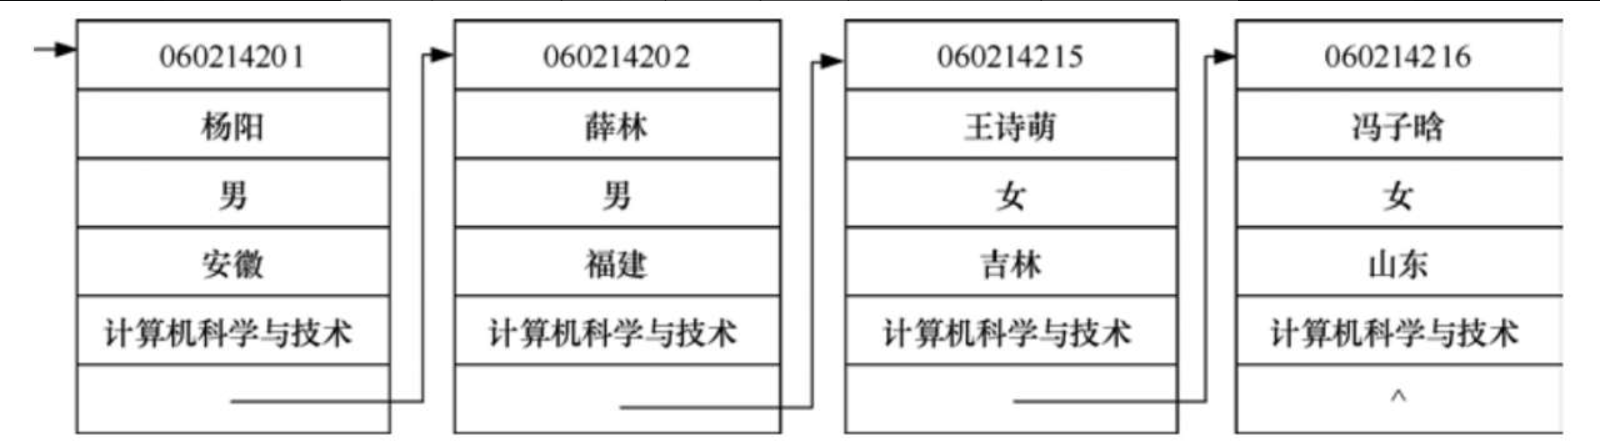 060214201
杨阳
男
安徽
计算机科学与技术
060214202
薛林
男
福建
计算机科学与技术
060214215
王诗萌
女
吉林
计算机科学与技术
060214216
冯子晗
女
山东
计算机科学与技术
^